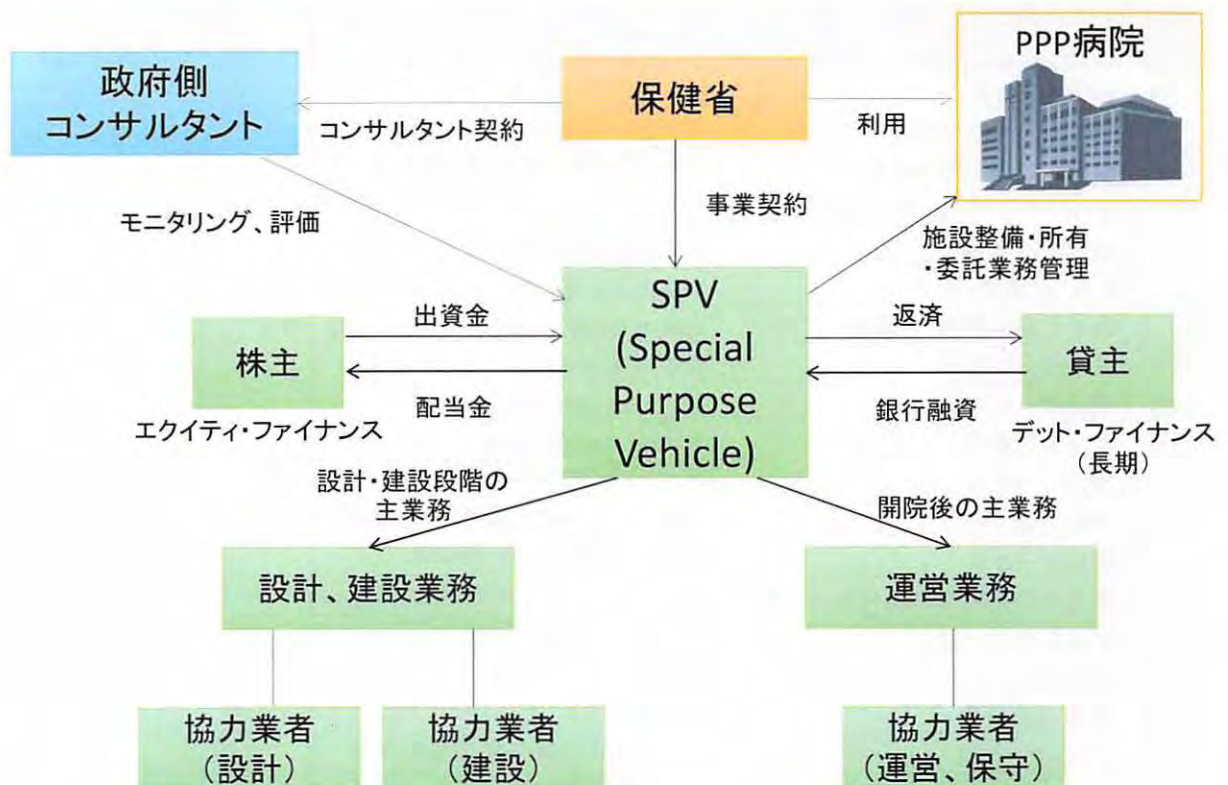 政府側
コンサルタント
コンサルタント契約
保健省
利用
PPP病院
モニタリング、評価
事業契約
施設整備・所有
・委託業務管理
株主
エクイティ・ファイナンス
出資金
配当金
SPV
(Special
Purpose
Vehicle)
返済
銀行融資
貸主
デット・ファイナンス
（長期）
設計・建設段階の
主業務
開院後の主業務
設計、建設業務
運営業務
協力業者
（設計）
協力業者
（建設）
協力業者
（運営、保守）